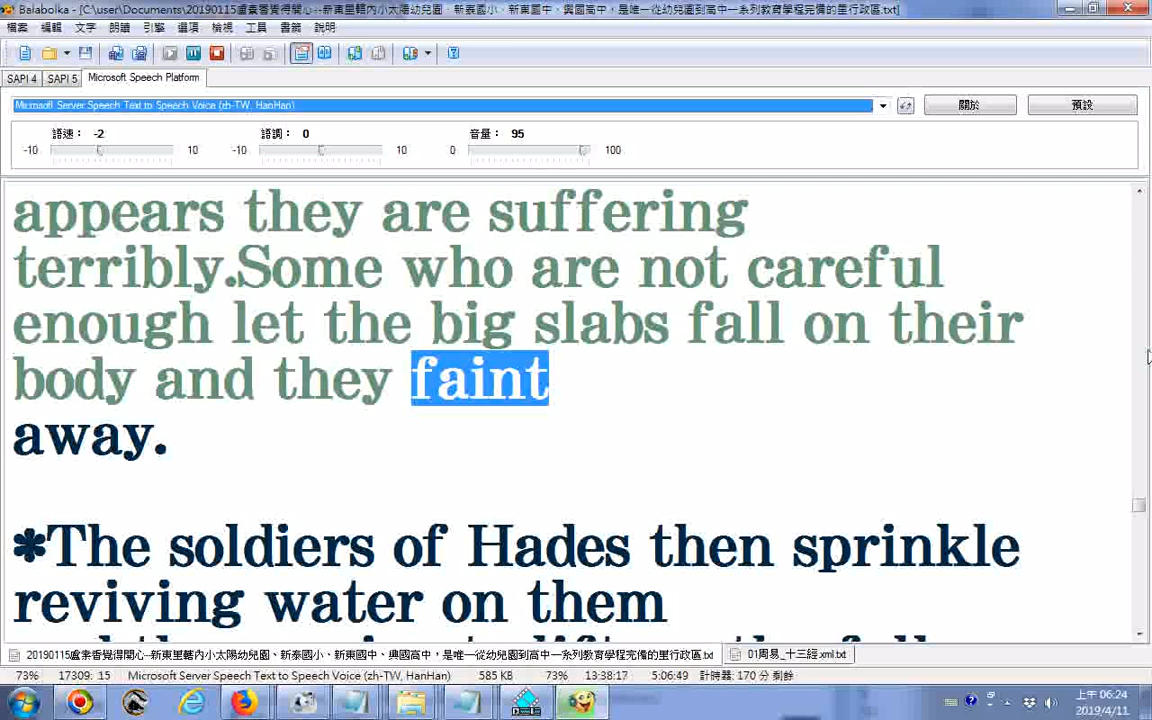 Balabolka - [C:\user\Documents\20190115盧素香覺得開心--新東里轄內小太陽幼兒園、新泰國小、新東國中、興國高中，是唯一從幼兒園到高中一系列教育學程完備的里行政區.txt]
檔案 編輯 文字 朗讀 引擎 選項 檢視 工具 書籤 說明
SAPI 4 SAPI 5 Microsoft Speech Platform
Microsoft Server Speech Text to Speech Voice (zh-TW, HanHan) 關於 預設
語速： -2 語調： 0 音量： 95
-10 10 -10 10 0 100
appears they are suffering
terribly.Some who are not careful
enough let the big slabs fall on their
body and they faint
away.
*The soldiers of Hades then sprinkle
reviving water on them
20190115盧素香覺得開心--新東里轄內小太陽幼兒園、新泰國小、新東國中、興國高中，是唯一從幼兒園到高中一系列教育學程完備的里行政區.txt 01周易_十三經.xml.txt
73% 17309: 15 Microsoft Server Speech Text to Speech Voice (zh-TW, HanHan) 585 KB 73% 13:38:17 5:06:49 計時器: 170 分 剩餘
上午 06:24
2019/4/11